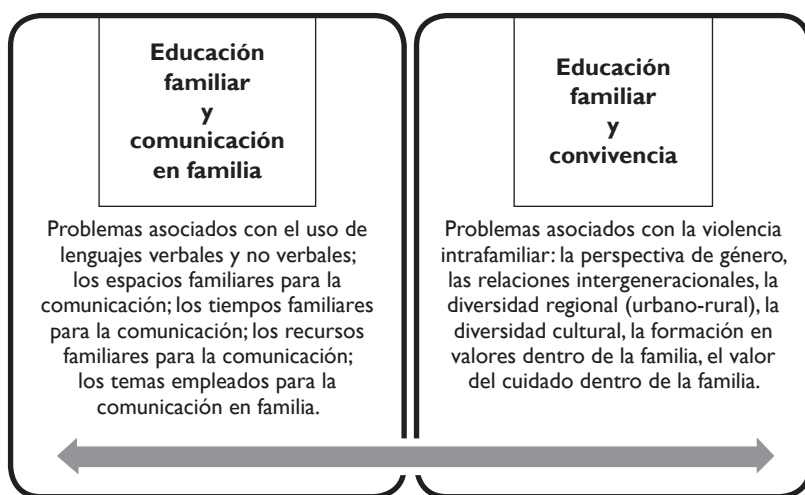 Educación
familiar
y
comunicación
en familia
Problemas asociados con el uso de
lenguajes verbales y no verbales;
los espacios familiares para la
comunicación; los tiempos familiares
para la comunicación; los recursos
familiares para la comunicación;
los temas empleados para la
comunicación en familia.
Educación
familiar
y
convivencia
Problemas asociados con la violencia
intrafamiliar: la perspectiva de género,
las relaciones intergeneracionales, la
diversidad regional (urbano-rural), la
diversidad cultural, la formación en
valores dentro de la familia, el valor
del cuidado dentro de la familia.